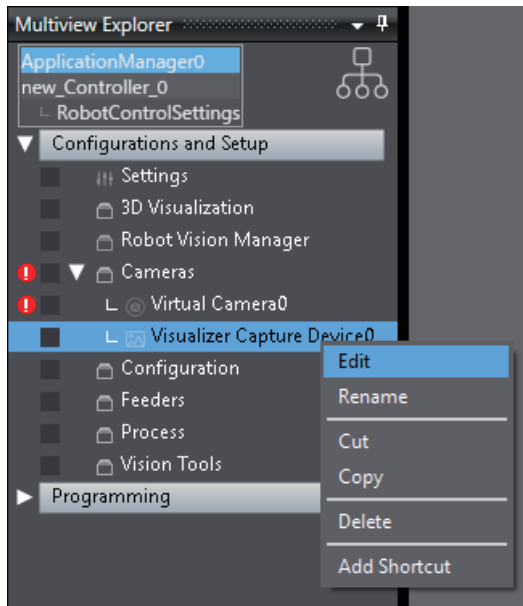 Multiview Explorer
ApplicationManager0
new_Controller_0
RobotControlSettings
Configurations and Setup
Settings
3D Visualization
Robot Vision Manager
Cameras
Virtual Camera0
Visualizer Capture Device0
Configuration
Feeders
Process
Vision Tools
Programming
Edit
Rename
Cut
Copy
Delete
Add Shortcut